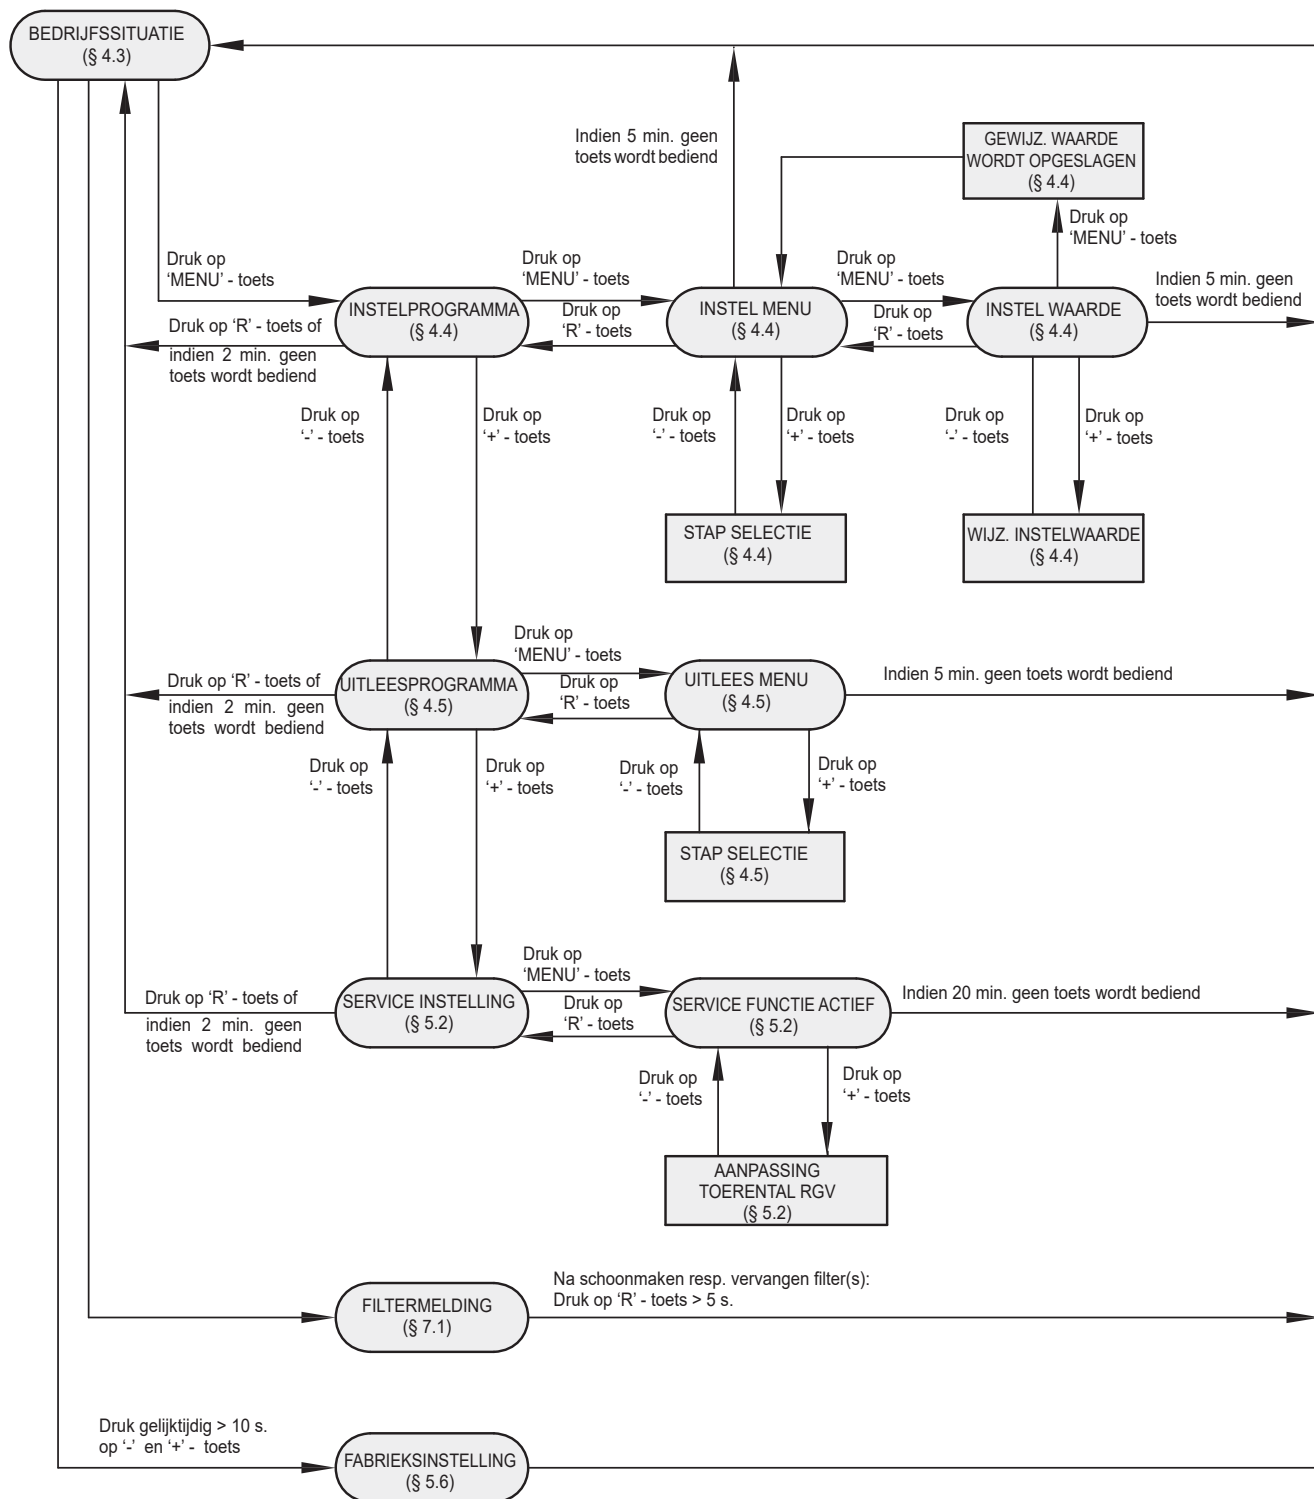 BEDRIJFSSITUATIE
(§ 4.3)
Indien 5 min. geen
toets wordt bediend
GEWIJZ. WAARDE
WORDT OPGESLAGEN
(§ 4.4)
Druk op
‘MENU’ - toets
Druk op
‘MENU’ - toets
Druk op
‘MENU’ - toets
Druk op
‘MENU’ - toets
Indien 5 min. geen
toets wordt bediend
INSTELPROGRAMMA
(§ 4.4)
Druk op
‘R’ - toets
INSTEL MENU
(§ 4.4)
Druk op
‘R’ - toets
INSTEL WAARDE
(§ 4.4)
Druk op ‘R’ - toets of
indien 2 min. geen
toets wordt bediend
Druk op
‘-’ - toets
Druk op
‘+’ - toets
Druk op
‘-’ - toets
Druk op
‘+’ - toets
Druk op
‘-’ - toets
Druk op
‘+’ - toets
STAP SELECTIE
(§ 4.4)
WIJZ. INSTELWAARDE
(§ 4.4)
Druk op
‘MENU’ - toets
Druk op ‘R’ - toets of
indien 2 min. geen
toets wordt bediend
UITLEESPROGRAMMA
(§ 4.5)
Druk op
‘R’ - toets
UITLEES MENU
(§ 4.5)
Indien 5 min. geen toets wordt bediend
Druk op
‘-’ - toets
Druk op
‘+’ - toets
Druk op
‘-’ - toets
Druk op
‘+’ - toets
STAP SELECTIE
(§ 4.5)
Druk op
‘MENU’ - toets
Druk op ‘R’ - toets of
indien 2 min. geen
toets wordt bediend
SERVICE INSTELLING
(§ 5.2)
Druk op
‘R’ - toets
SERVICE FUNCTIE ACTIEF
(§ 5.2)
Indien 20 min. geen toets wordt bediend
Druk op
‘-’ - toets
Druk op
‘+’ - toets
AANPASSING
TOERENTAL RGV
(§ 5.2)
FILTERMELDING
(§ 7.1)
Na schoonmaken resp. vervangen filter(s):
Druk op ‘R’ - toets > 5 s.
Druk gelijktijdig > 10 s.
op ‘-’ en ‘+’ - toets
FABRIEKSINSTELLING
(§ 5.6)